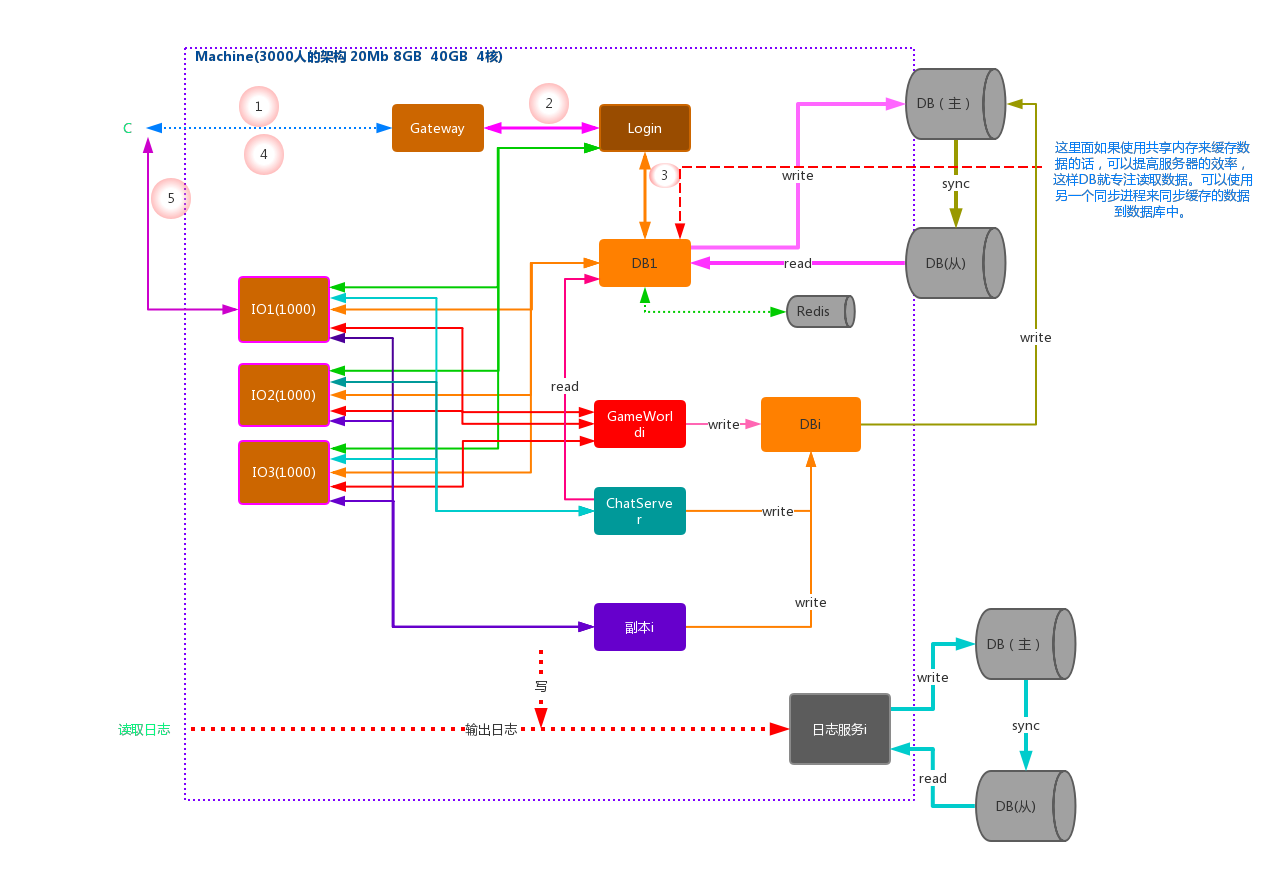 Machine(3000人的架构 20Mb 8GB  40GB  4核)
DB（主）
1
2
C
Gateway
Login
4
3
这里面如果使用共享内存来缓存数
据的话，可以提高服务器的效率，
这样DB就专注读取数据。可以使用
另一个同步进程来同步缓存的数据
到数据库中。
write
sync
5
DB1
read
DB(从)
IO1(1000)
Redis
write
read
IO2(1000)
GameWorl
di
write
DBi
IO3(1000)
ChatServe
r
write
write
副本i
DB（主）
write
写
读取日志
输出日志
日志服务i
sync
read
DB(从)